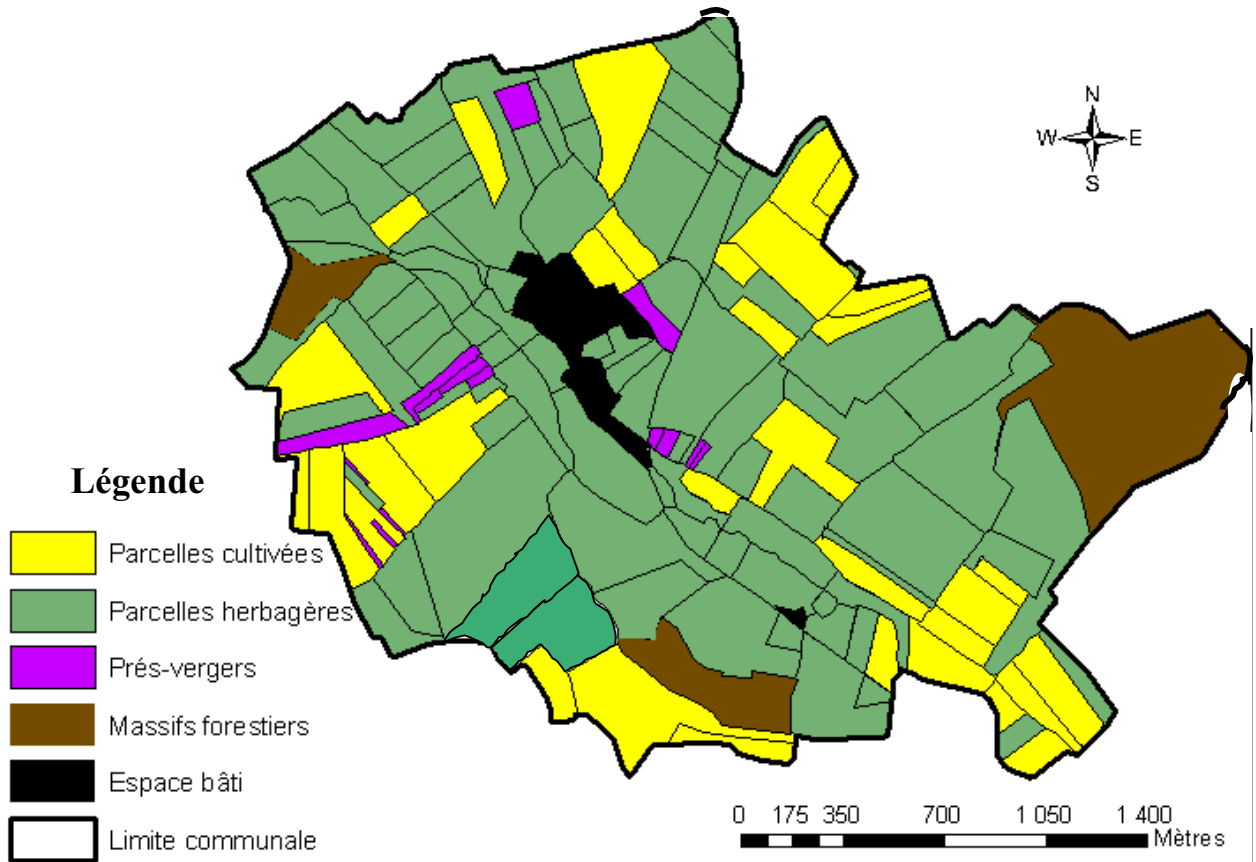 N
W E
S
Légende
Parcelles cultivées
Parcelles herbagères
Prés-vergers
Massifs forestiers
Espace bâti
Limite communale
0 175 350 700 1 050 1 400
Mètres